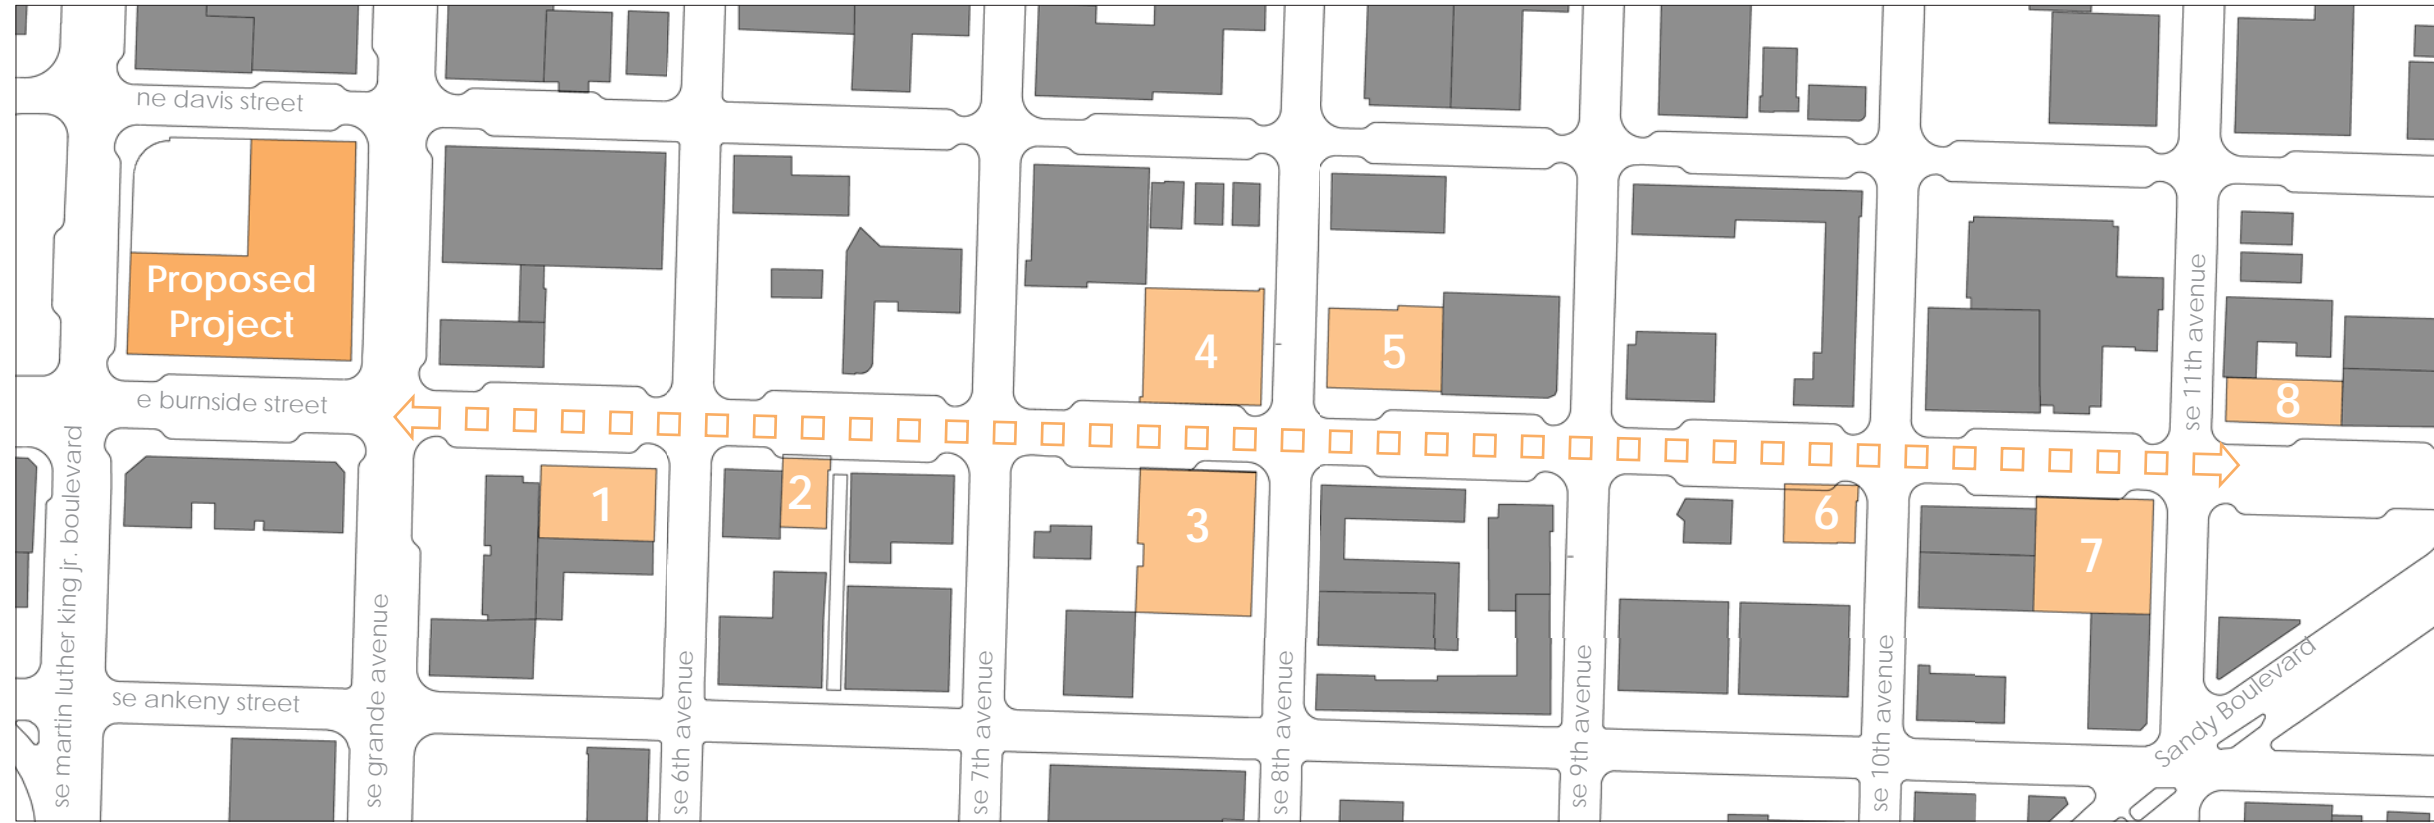 ne davis street
Proposed
Project
e burnside street
4
5
8
1
2
3
6
7
se ankeny street
se martin luther king jr. boulevard
se grande avenue
se 6th avenue
se 7th avenue
se 8th avenue
se 9th avenue
se 10th avenue
se 11th avenue
Sandy Boulevard